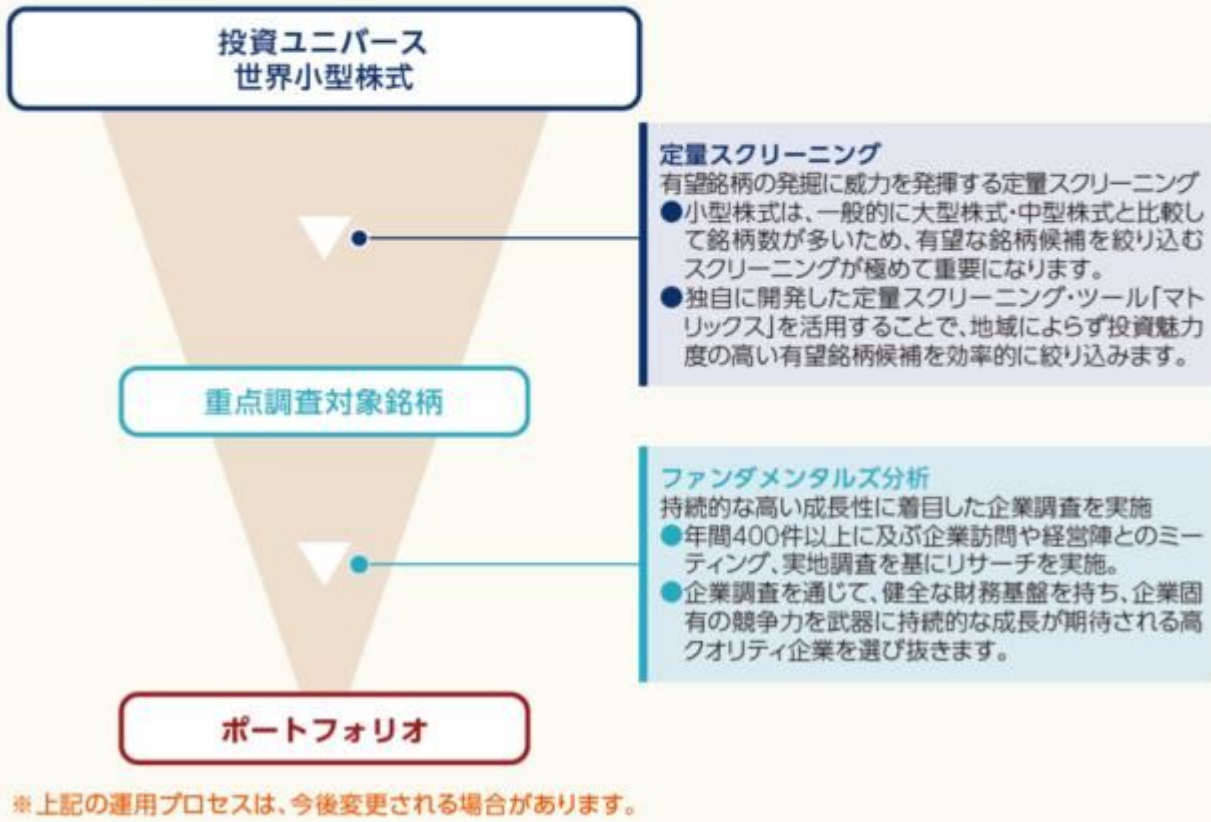 投資ユニバース
世界小型株式
定量スクリーニング
有望銘柄の発掘に威力を発揮する定量スクリーニング
●小型株式は、一般的に大型株式・中型株式と比較し
て銘柄数が多いため、有望な銘柄候補を絞り込む
スクリーニングが極めて重要になります。
●独自に開発した定量スクリーニング・ツール「マト
リックス」を活用することで、地域によらず投資魅力
度の高い有望銘柄候補を効率的に絞り込みます。
重点調査対象銘柄
ファンダメンタルズ分析
持続的な高い成長性に着目した企業調査を実施
●年間400件以上に及ぶ企業訪問や経営陣とのミー
ティング、実地調査を基にリサーチを実施。
●企業調査を通じて、健全な財務基盤を持ち、企業固
有の競争力を武器に持続的な成長が期待される高
クオリティ企業を選び抜きます。
ポートフォリオ
※上記の運用プロセスは、今後変更される場合があります。